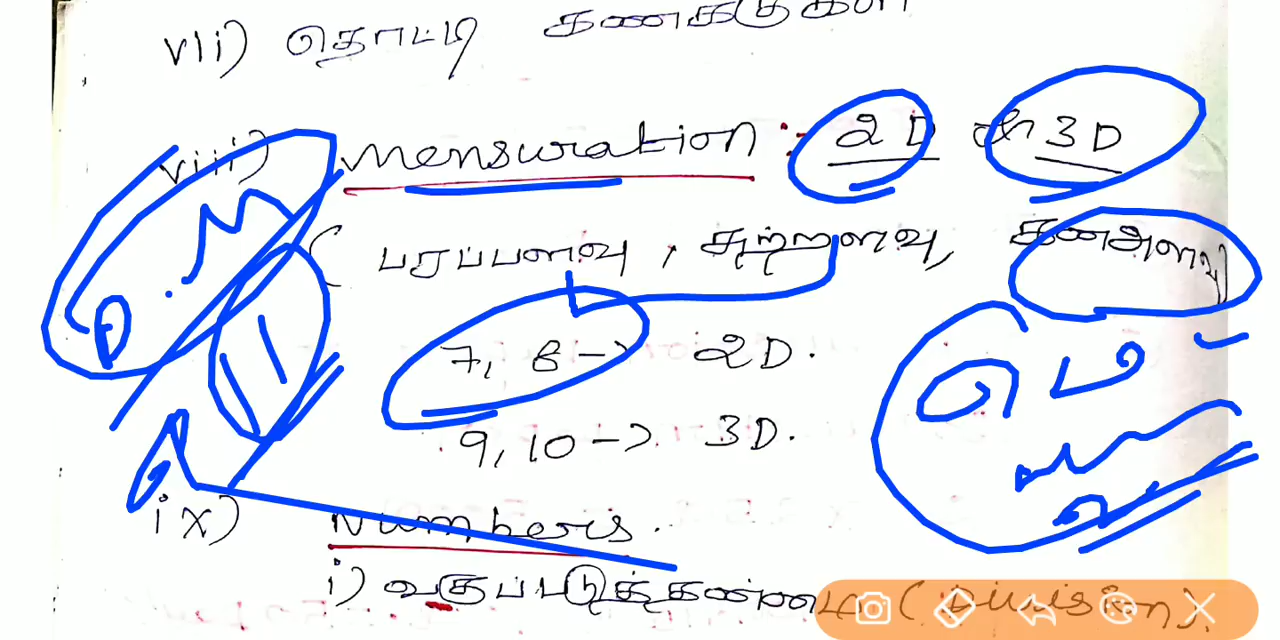 vii) தொட்டி கணக்குகள்
viii) Mensuration : 2D & 3D
( பரப்பளவு , சுற்றளவு, கனஅளவு)
7, 8 -> 2D.
9, 10 -> 3D.
ix) Numbers.
i) வகுப்படுத்தன்மை (Division).